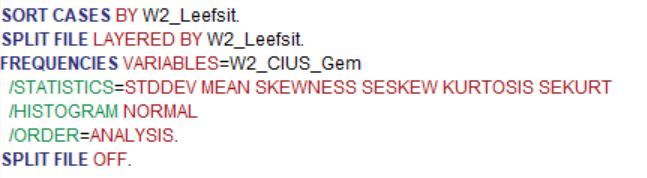 SORT CASES BY W2_Leefsit.
SPLIT FILE LAYERED BY W2_Leefsit.
FREQUENCIES VARIABLES=W2_CIUS_Gem
/STATISTICS=STDDEV MEAN SKEWNESS SESKEW KURTOSIS SEKURT
/HISTOGRAM NORMAL
/ORDER=ANALYSIS.
SPLIT FILE OFF.